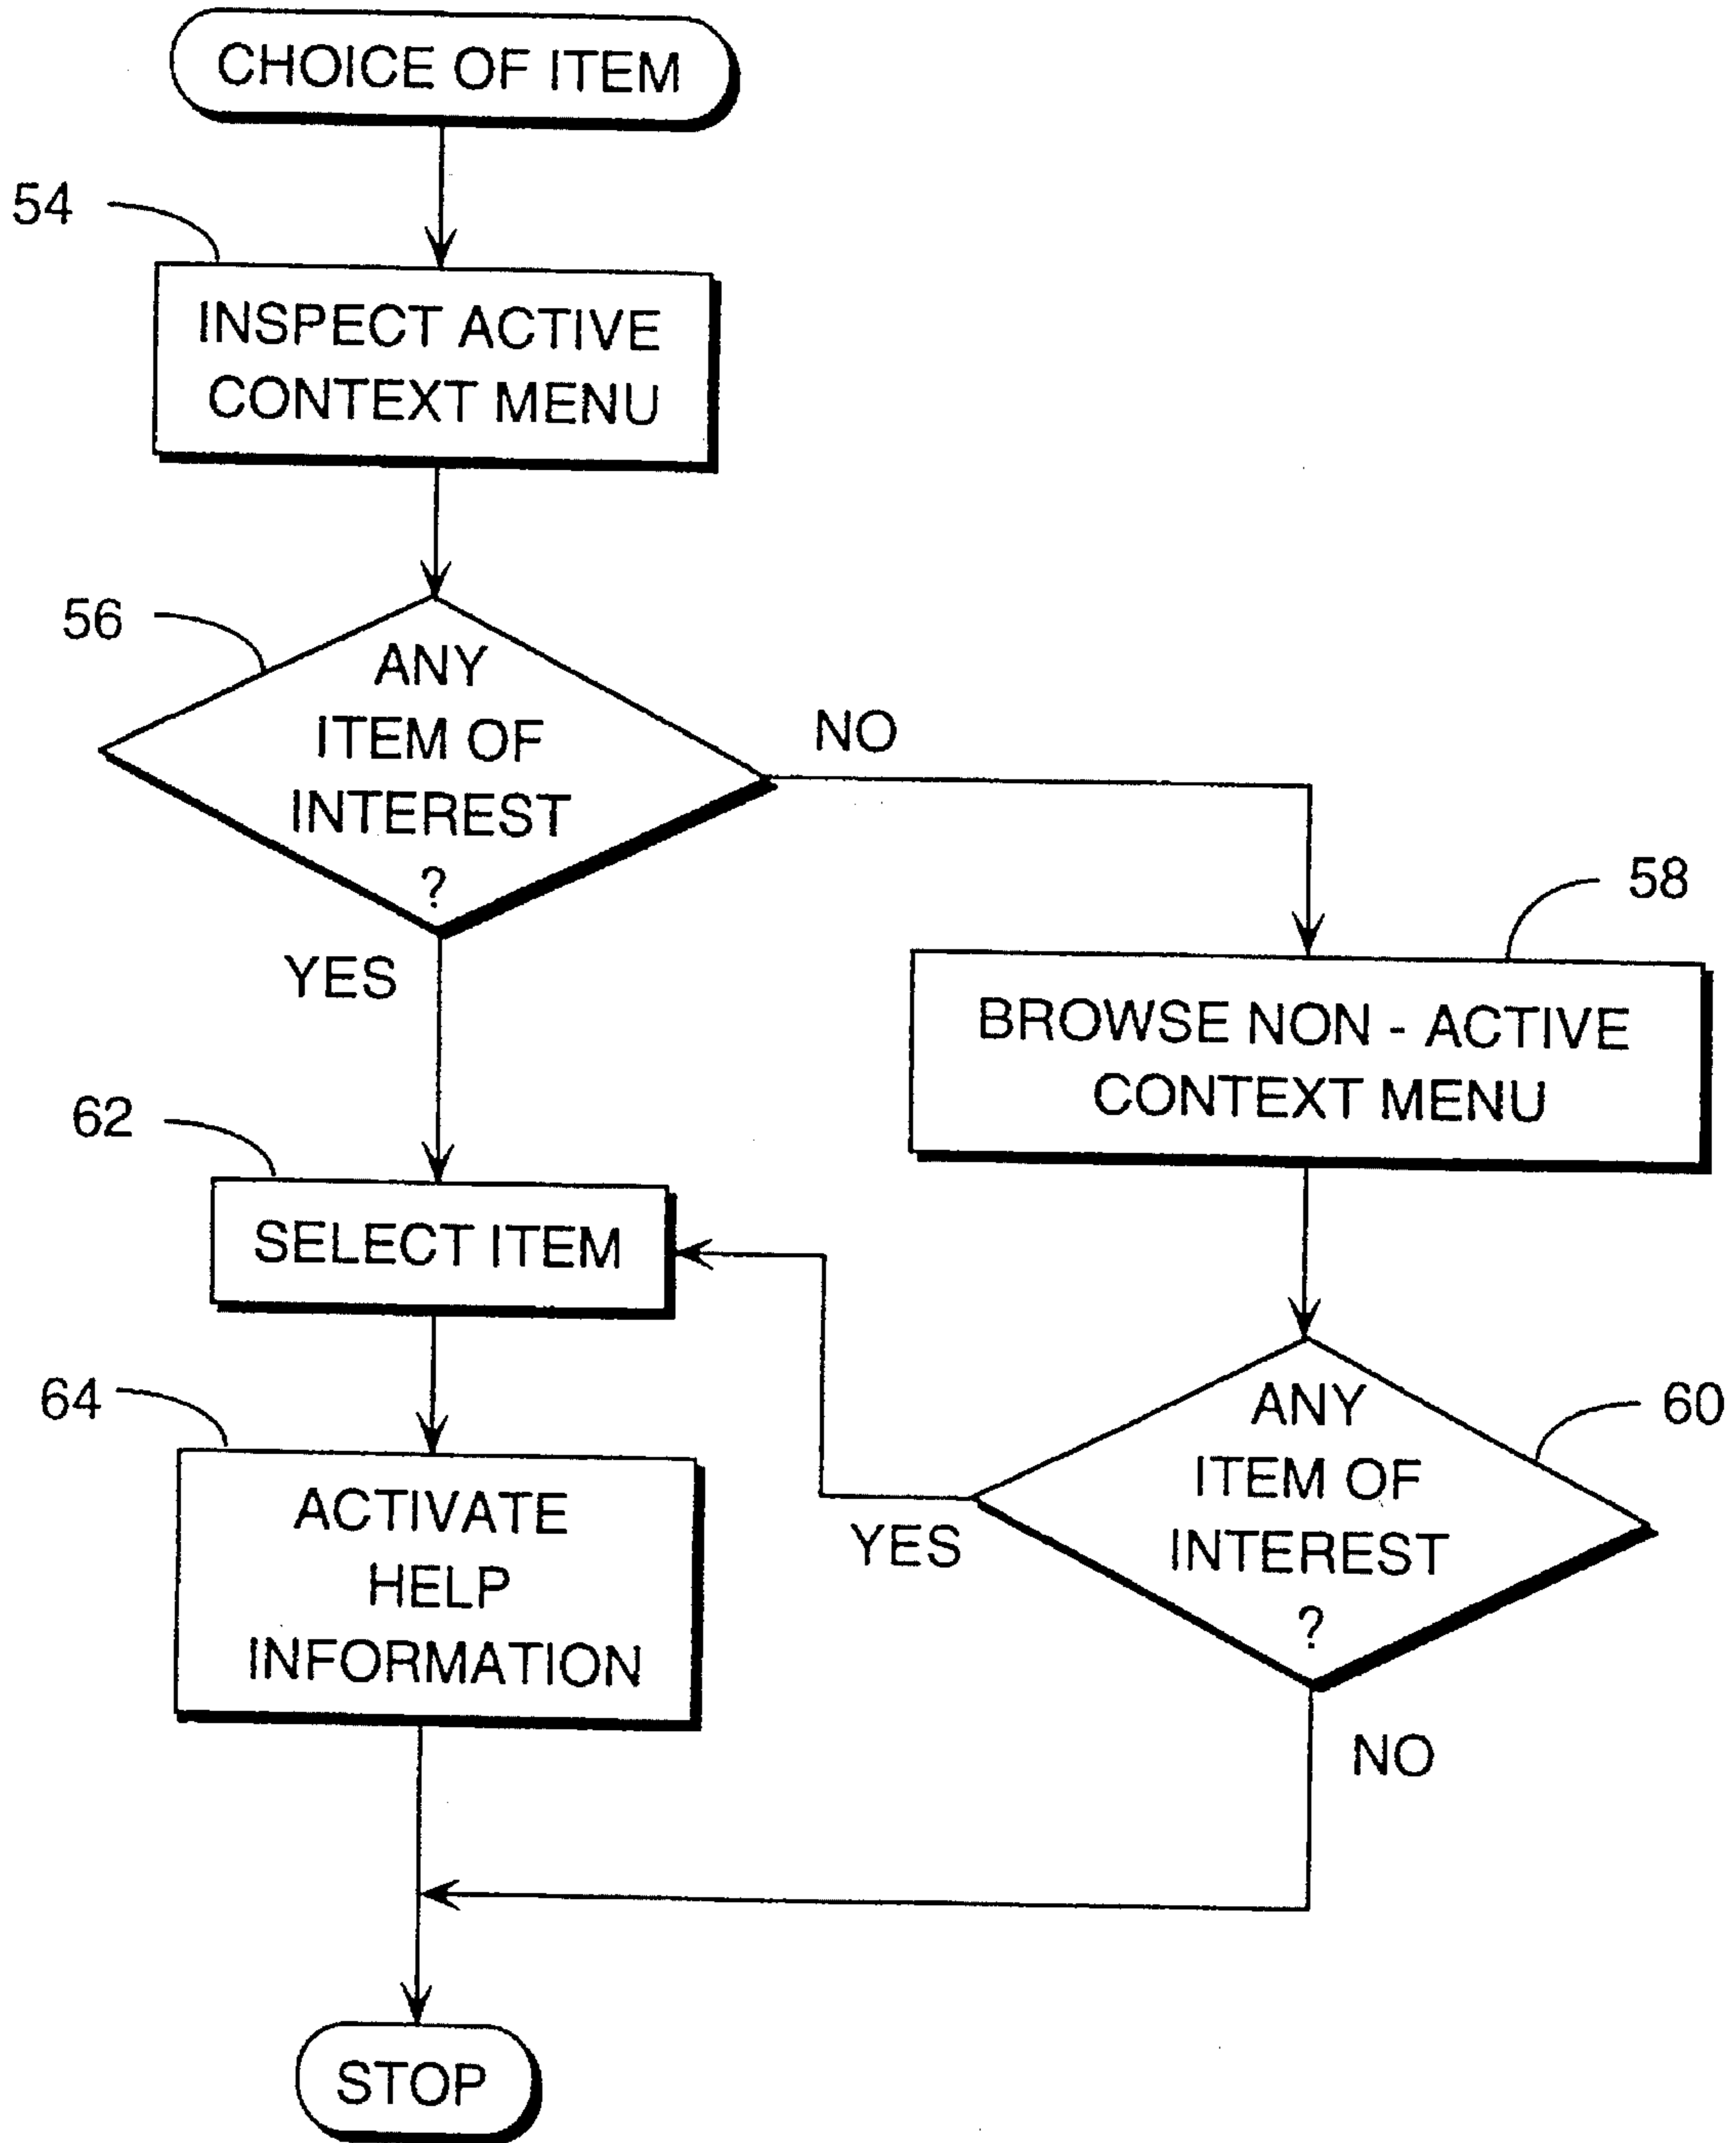 CHOICE OF ITEM
54
INSPECT ACTIVE
CONTEXT MENU
56
ANY
ITEM OF
INTEREST
?
NO
YES
58
BROWSE NON - ACTIVE
CONTEXT MENU
62
SELECT ITEM
60
ANY
ITEM OF
INTEREST
?
YES
NO
64
ACTIVATE
HELP
INFORMATION
STOP